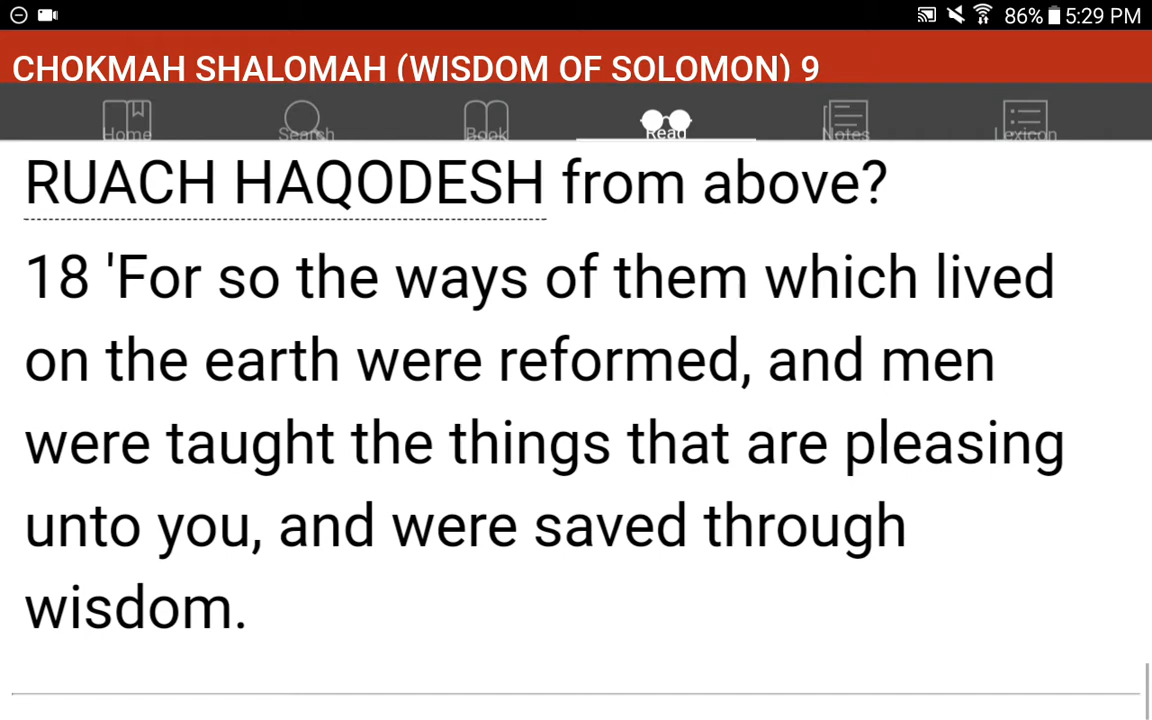 86% 5:29 PM
CHOKMAH SHALOMAH (WISDOM OF SOLOMON) 9
Home Search Book Read Notes Lexicon
RUACH HAQODESH from above?
18 'For so the ways of them which lived
on the earth were reformed, and men
were taught the things that are pleasing
unto you, and were saved through
wisdom.